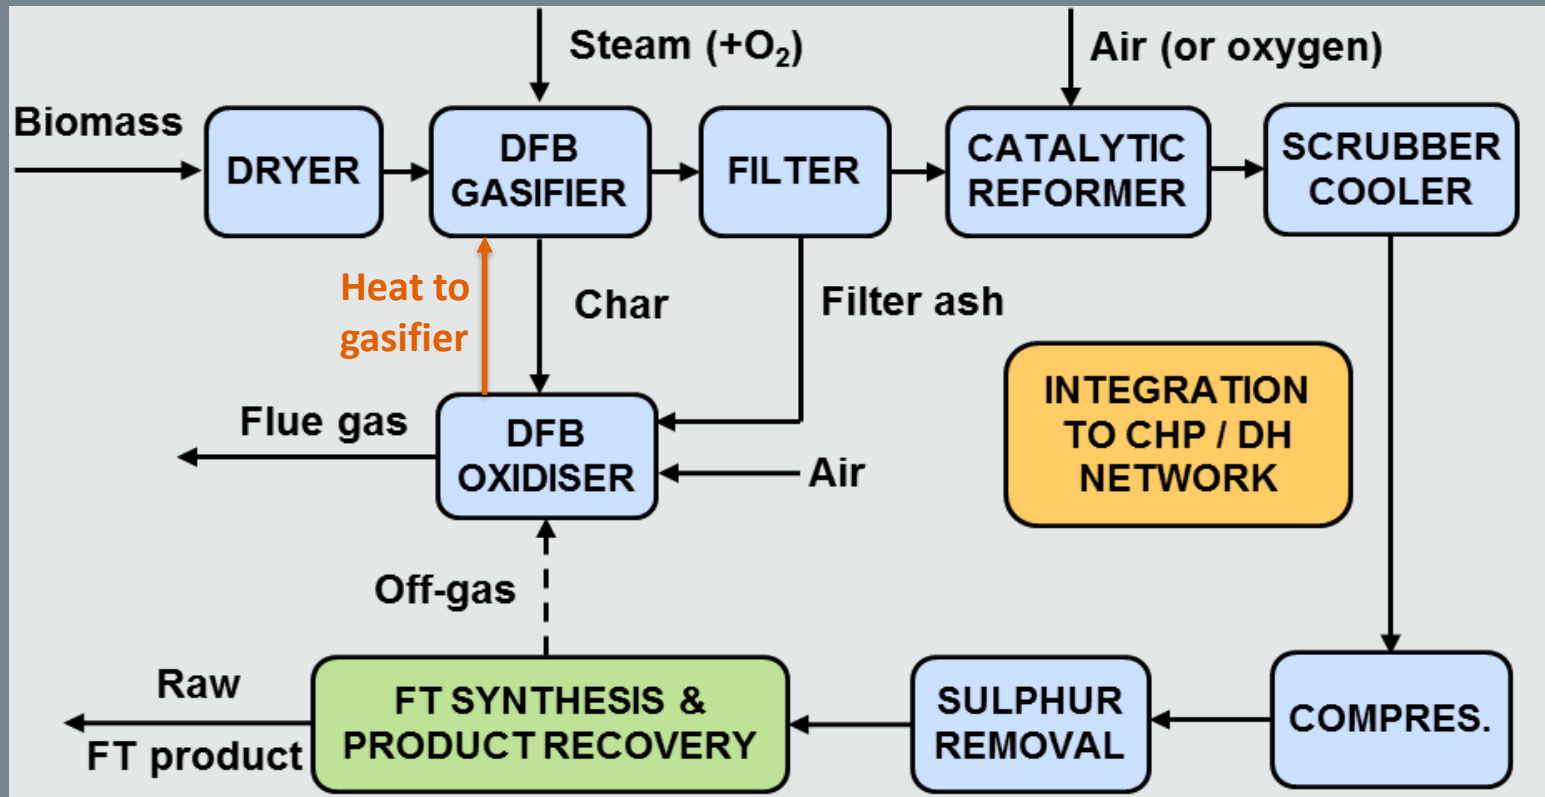 Steam (+O₂)
Air (or oxygen)
Biomass
DRYER
DFB
GASIFIER
FILTER
CATALYTIC
REFORMER
SCRUBBER
COOLER
Heat to
gasifier
Char
Filter ash
INTEGRATION
TO CHP / DH
NETWORK
Flue gas
DFB
OXIDISER
Air
Off-gas
Raw
FT product
FT SYNTHESIS &
PRODUCT RECOVERY
SULPHUR
REMOVAL
COMPRES.